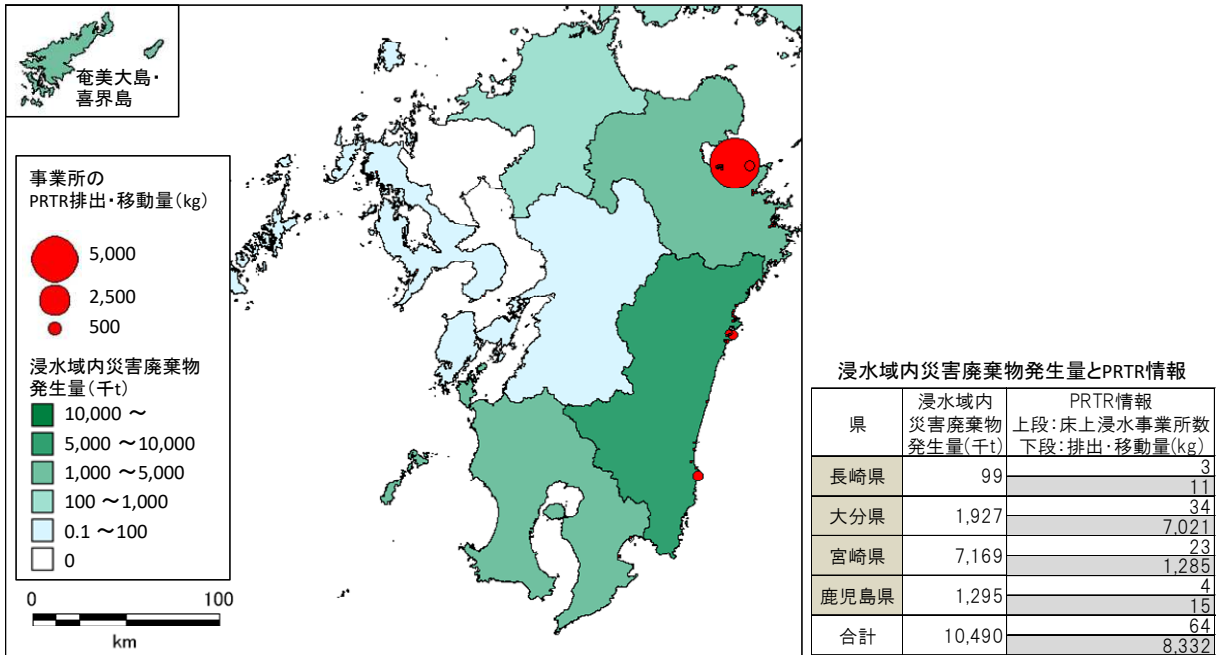 奄美大島・
喜界島
事業所の
PRTR排出・移動量(kg)
5,000
2,500
500
浸水域内災害廃棄物
発生量(千t)
10,000 ～
5,000 ～10,000
1,000 ～5,000
100 ～1,000
0.1 ～100
0
0 100
km
浸水域内災害廃棄物発生量とPRTR情報
県 浸水域内 PRTR情報
災害廃棄物 上段：床上浸水事業所数
発生量(千t) 下段：排出・移動量(kg)
長崎県 99 3
11
大分県 1,927 34
7,021
宮崎県 7,169 23
1,285
鹿児島県 1,295 4
15
合計 10,490 64
8,332